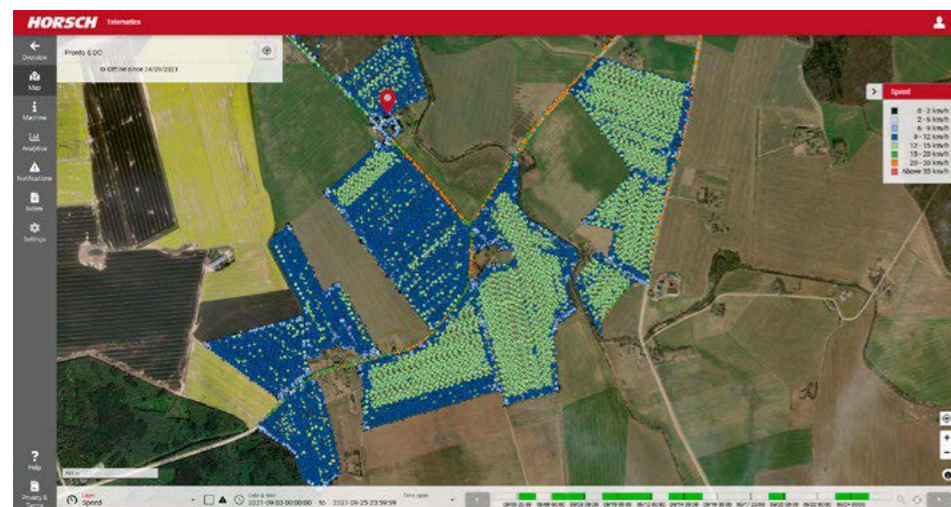 HORSCH Telematics
Overview
Pronto 6 DC
Offline since 24/09/2021
Map
Machine
Analytics
Notifications
Notes
Settings
Speed
0 - 2 km/h
2 - 6 km/h
6 - 9 km/h
9 - 12 km/h
12 - 15 km/h
15 - 20 km/h
20 - 30 km/h
Above 30 km/h
Help
Privacy &
Layer
Speed
Date & time
2021-09-03 00:00:00 to 2021-09-25 23:59:59
Time span